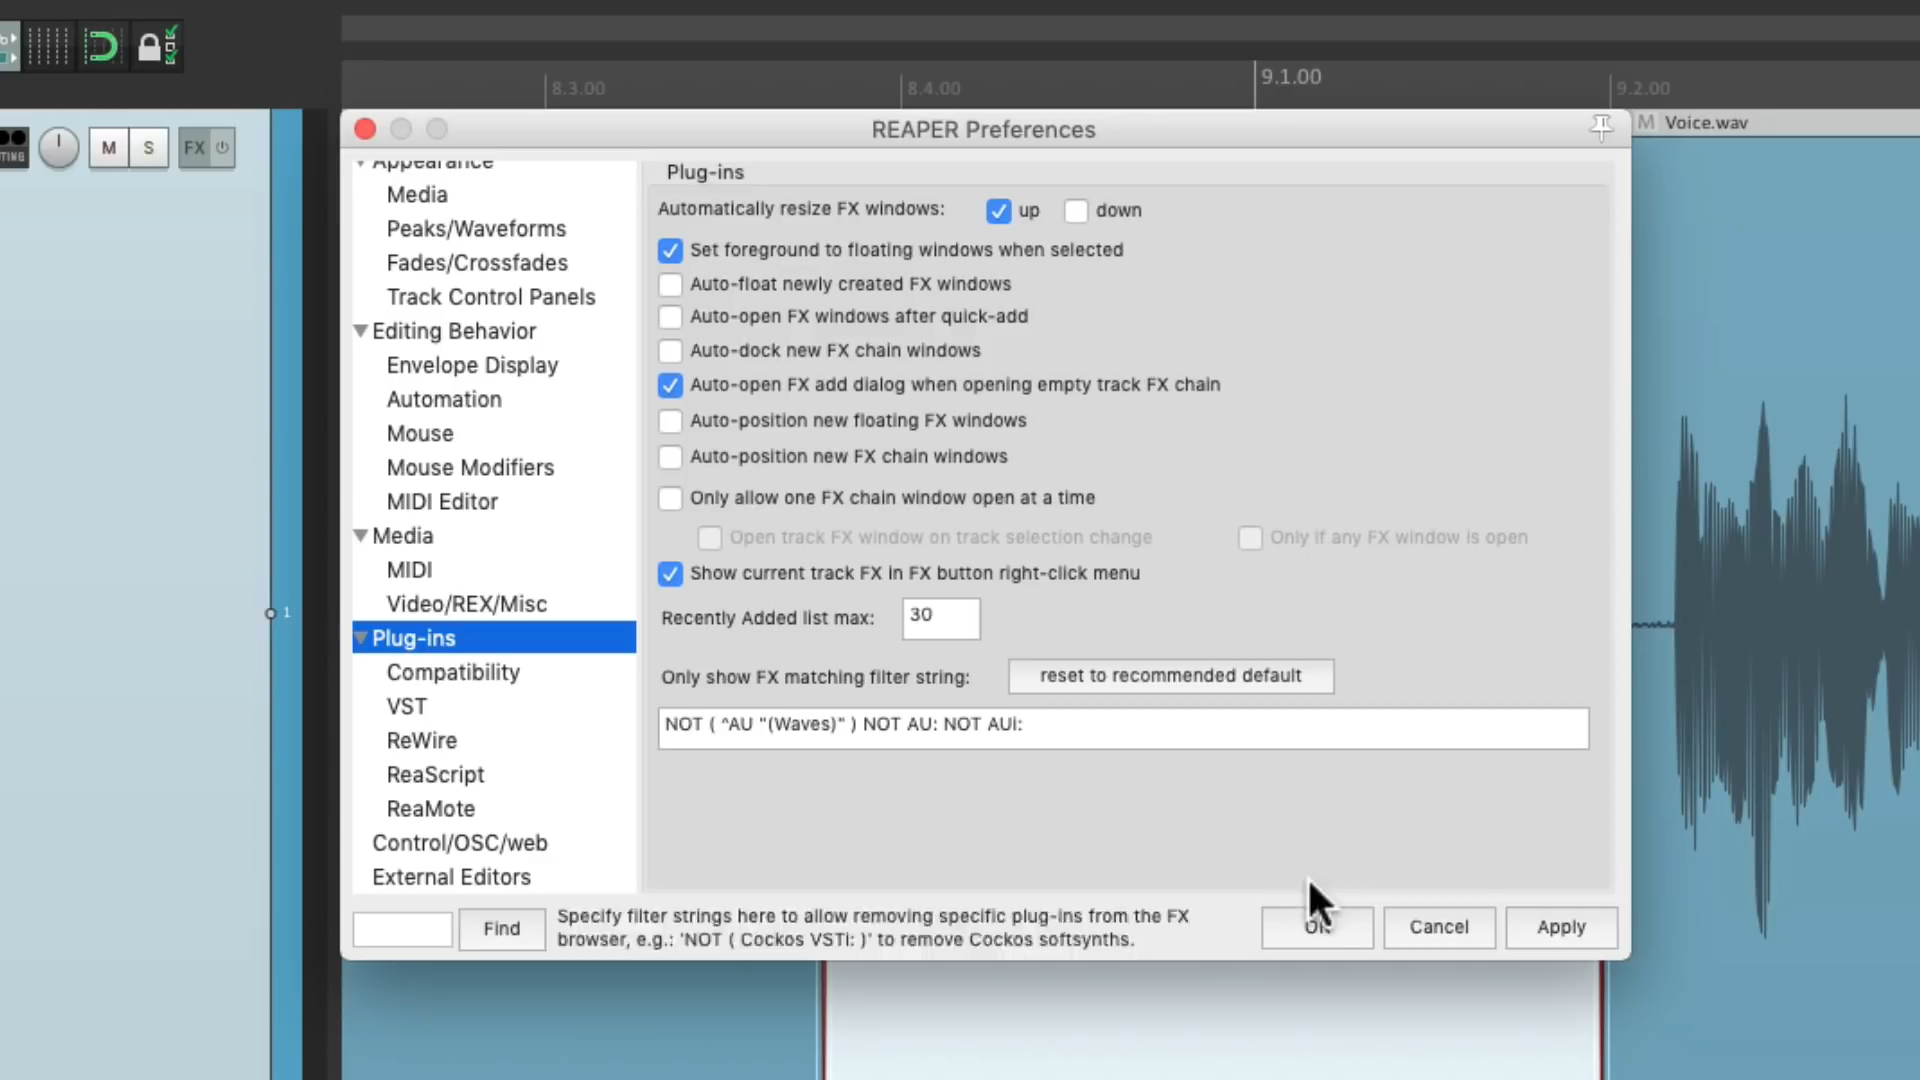 8.3.00
8.4.00
9.1.00
9.2.00
REAPER Preferences
M Voice.wav
M
S
FX
1
Appearance
Media
Peaks/Waveforms
Fades/Crossfades
Track Control Panels
Editing Behavior
Envelope Display
Automation
Mouse
Mouse Modifiers
MIDI Editor
Media
MIDI
Video/REX/Misc
Plug-ins
Compatibility
VST
ReWire
ReaScript
ReaMote
Control/OSC/web
External Editors
Plug-ins
Automatically resize FX windows: up down
Set foreground to floating windows when selected
Auto-float newly created FX windows
Auto-open FX windows after quick-add
Auto-dock new FX chain windows
Auto-open FX add dialog when opening empty track FX chain
Auto-position new floating FX windows
Auto-position new FX chain windows
Only allow one FX chain window open at a time
Open track FX window on track selection change Only if any FX window is open
Show current track FX in FX button right-click menu
Recently Added list max: 30
Only show FX matching filter string: reset to recommended default
NOT ( ^AU "(Waves)" ) NOT AU: NOT AUi:
Find
Specify filter strings here to allow removing specific plug-ins from the FX
browser, e.g.: 'NOT ( Cockos VSTi: )' to remove Cockos softsynths.
OK
Cancel
Apply